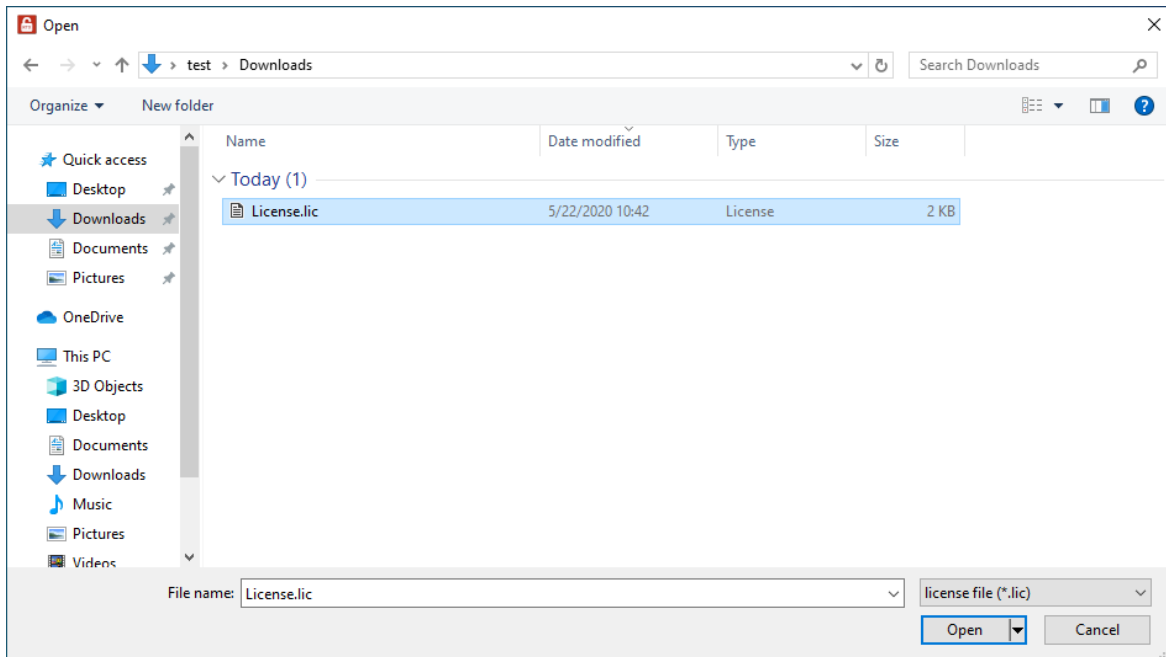 Open
test > Downloads
Search Downloads
Organize
New folder
Name
Date modified
Type
Size
Quick access
Desktop
Downloads
Documents
Pictures
OneDrive
This PC
3D Objects
Desktop
Documents
Downloads
Music
Pictures
Videos
Today (1)
License.lic 5/22/2020 10:42 License 2 KB
File name: License.lic
license file (*.lic)
Open
Cancel